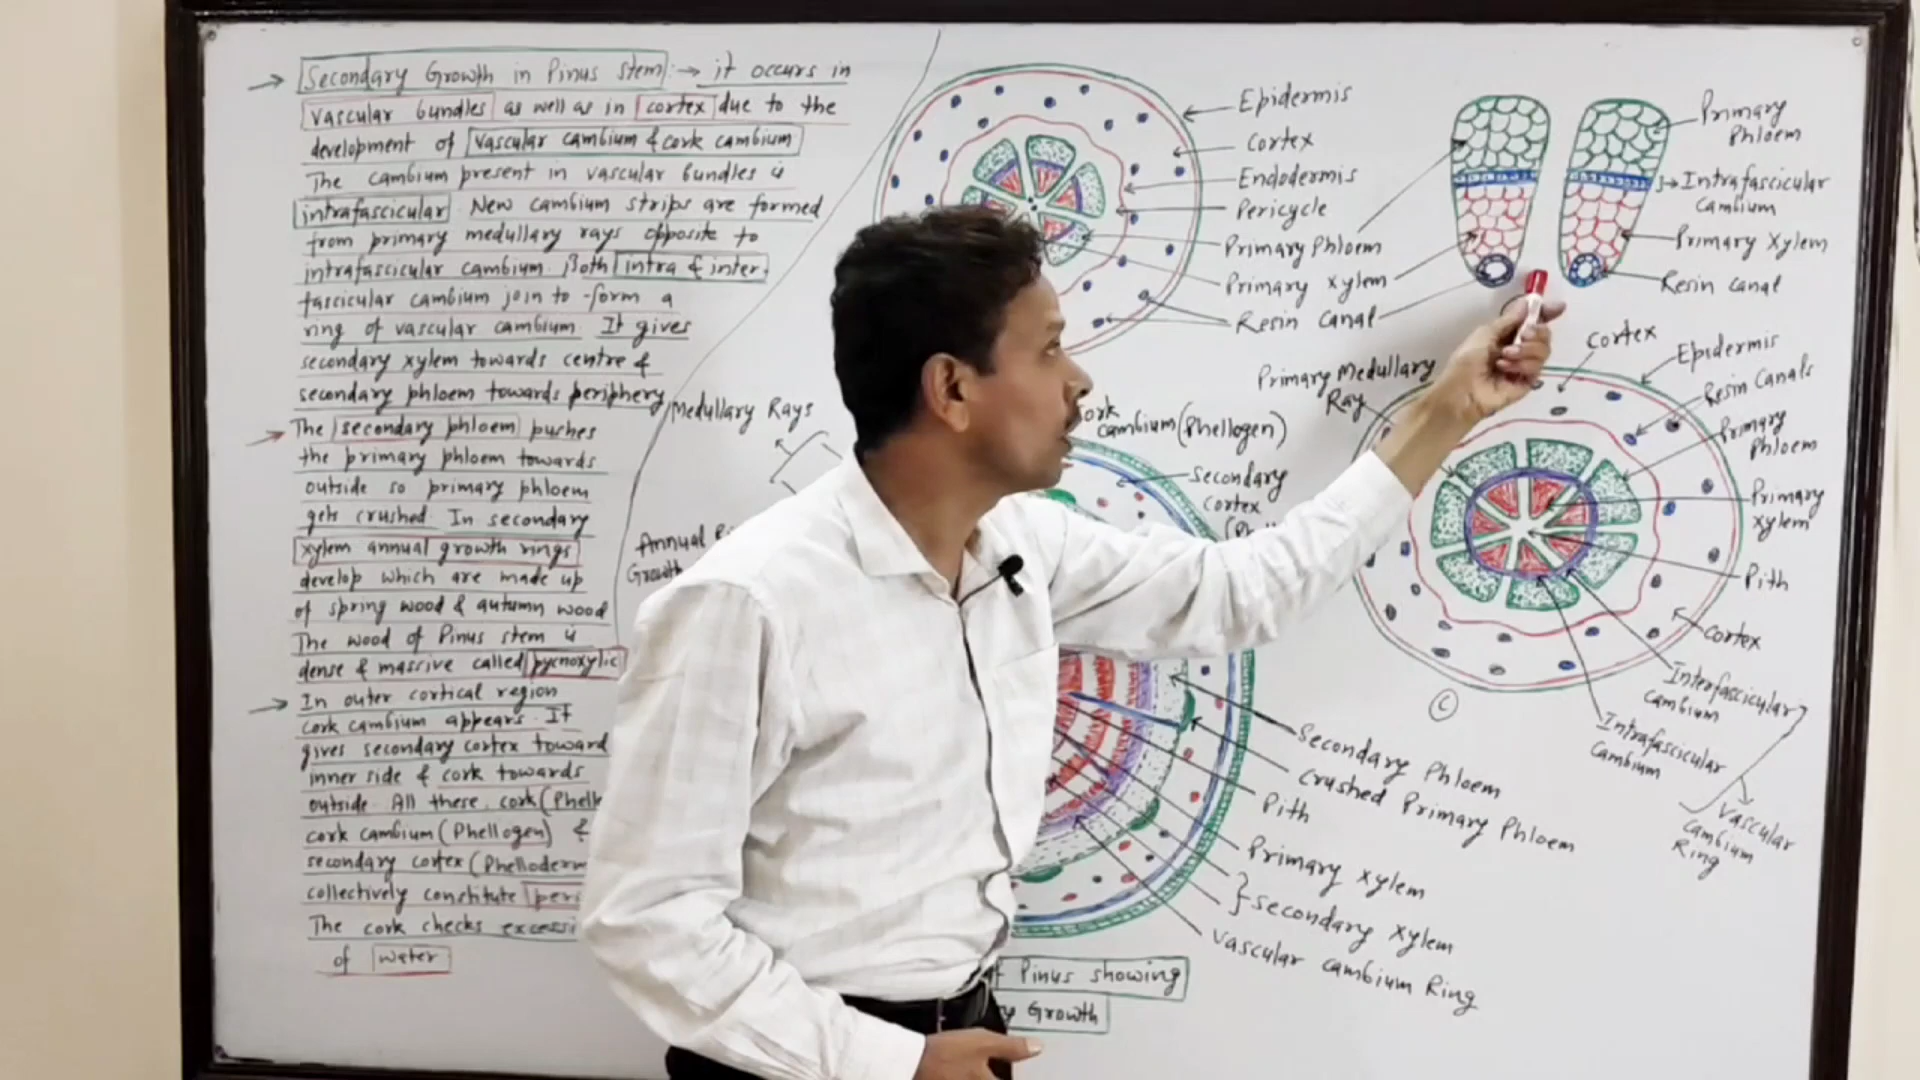 Secondary Growth in Pinus stem :→ it occurs in
vascular bundles as well as in cortex due to the
development of vascular cambium & cork cambium
The cambium present in vascular bundles is
intrafascicular. New cambium strips are formed
from primary medullary rays opposite to
intrafascicular cambium. Both intra & inter-
fascicular cambium join to form a
ring of vascular cambium. It gives
secondary xylem towards centre &
secondary phloem towards periphery
The secondary phloem pushes
the primary phloem towards
outside so primary phloem
gets crushed. In secondary
xylem annual growth rings
develop which are made up
of spring wood & autumn wood
The wood of Pinus stem is
dense & massive called pycnoxylic
In outer cortical region
cork cambium appears. It
gives secondary cortex toward
inner side & cork towards
outside. All these, cork (Phell
cork cambium (Phellogen) &
secondary cortex (Phelloderm
collectively constitute peri
The cork checks excessi
of water
Epidermis
Cortex
Endodermis
Pericycle
Primary Phloem
Primary xylem
Resin canal
Primary
Phloem
Intrafascicular
Cambium
Primary Xylem
Resin canal
Medullary Rays
Annual Ri
Growth
Cork
cambium (Phellogen)
Secondary
cortex
Secondary Phloem
Crushed Primary Phloem
Pith
Primary xylem
} Secondary xylem
Vascular cambium Ring
f Pinus showing
y Growth
Primary Medullary
Ray
Cortex
Epidermis
Resin Canals
Primary
Phloem
Primary
xylem
Pith
Cortex
Interfascicular
cambium
Intrafascicular
Cambium
Vascular
Cambium
Ring
C